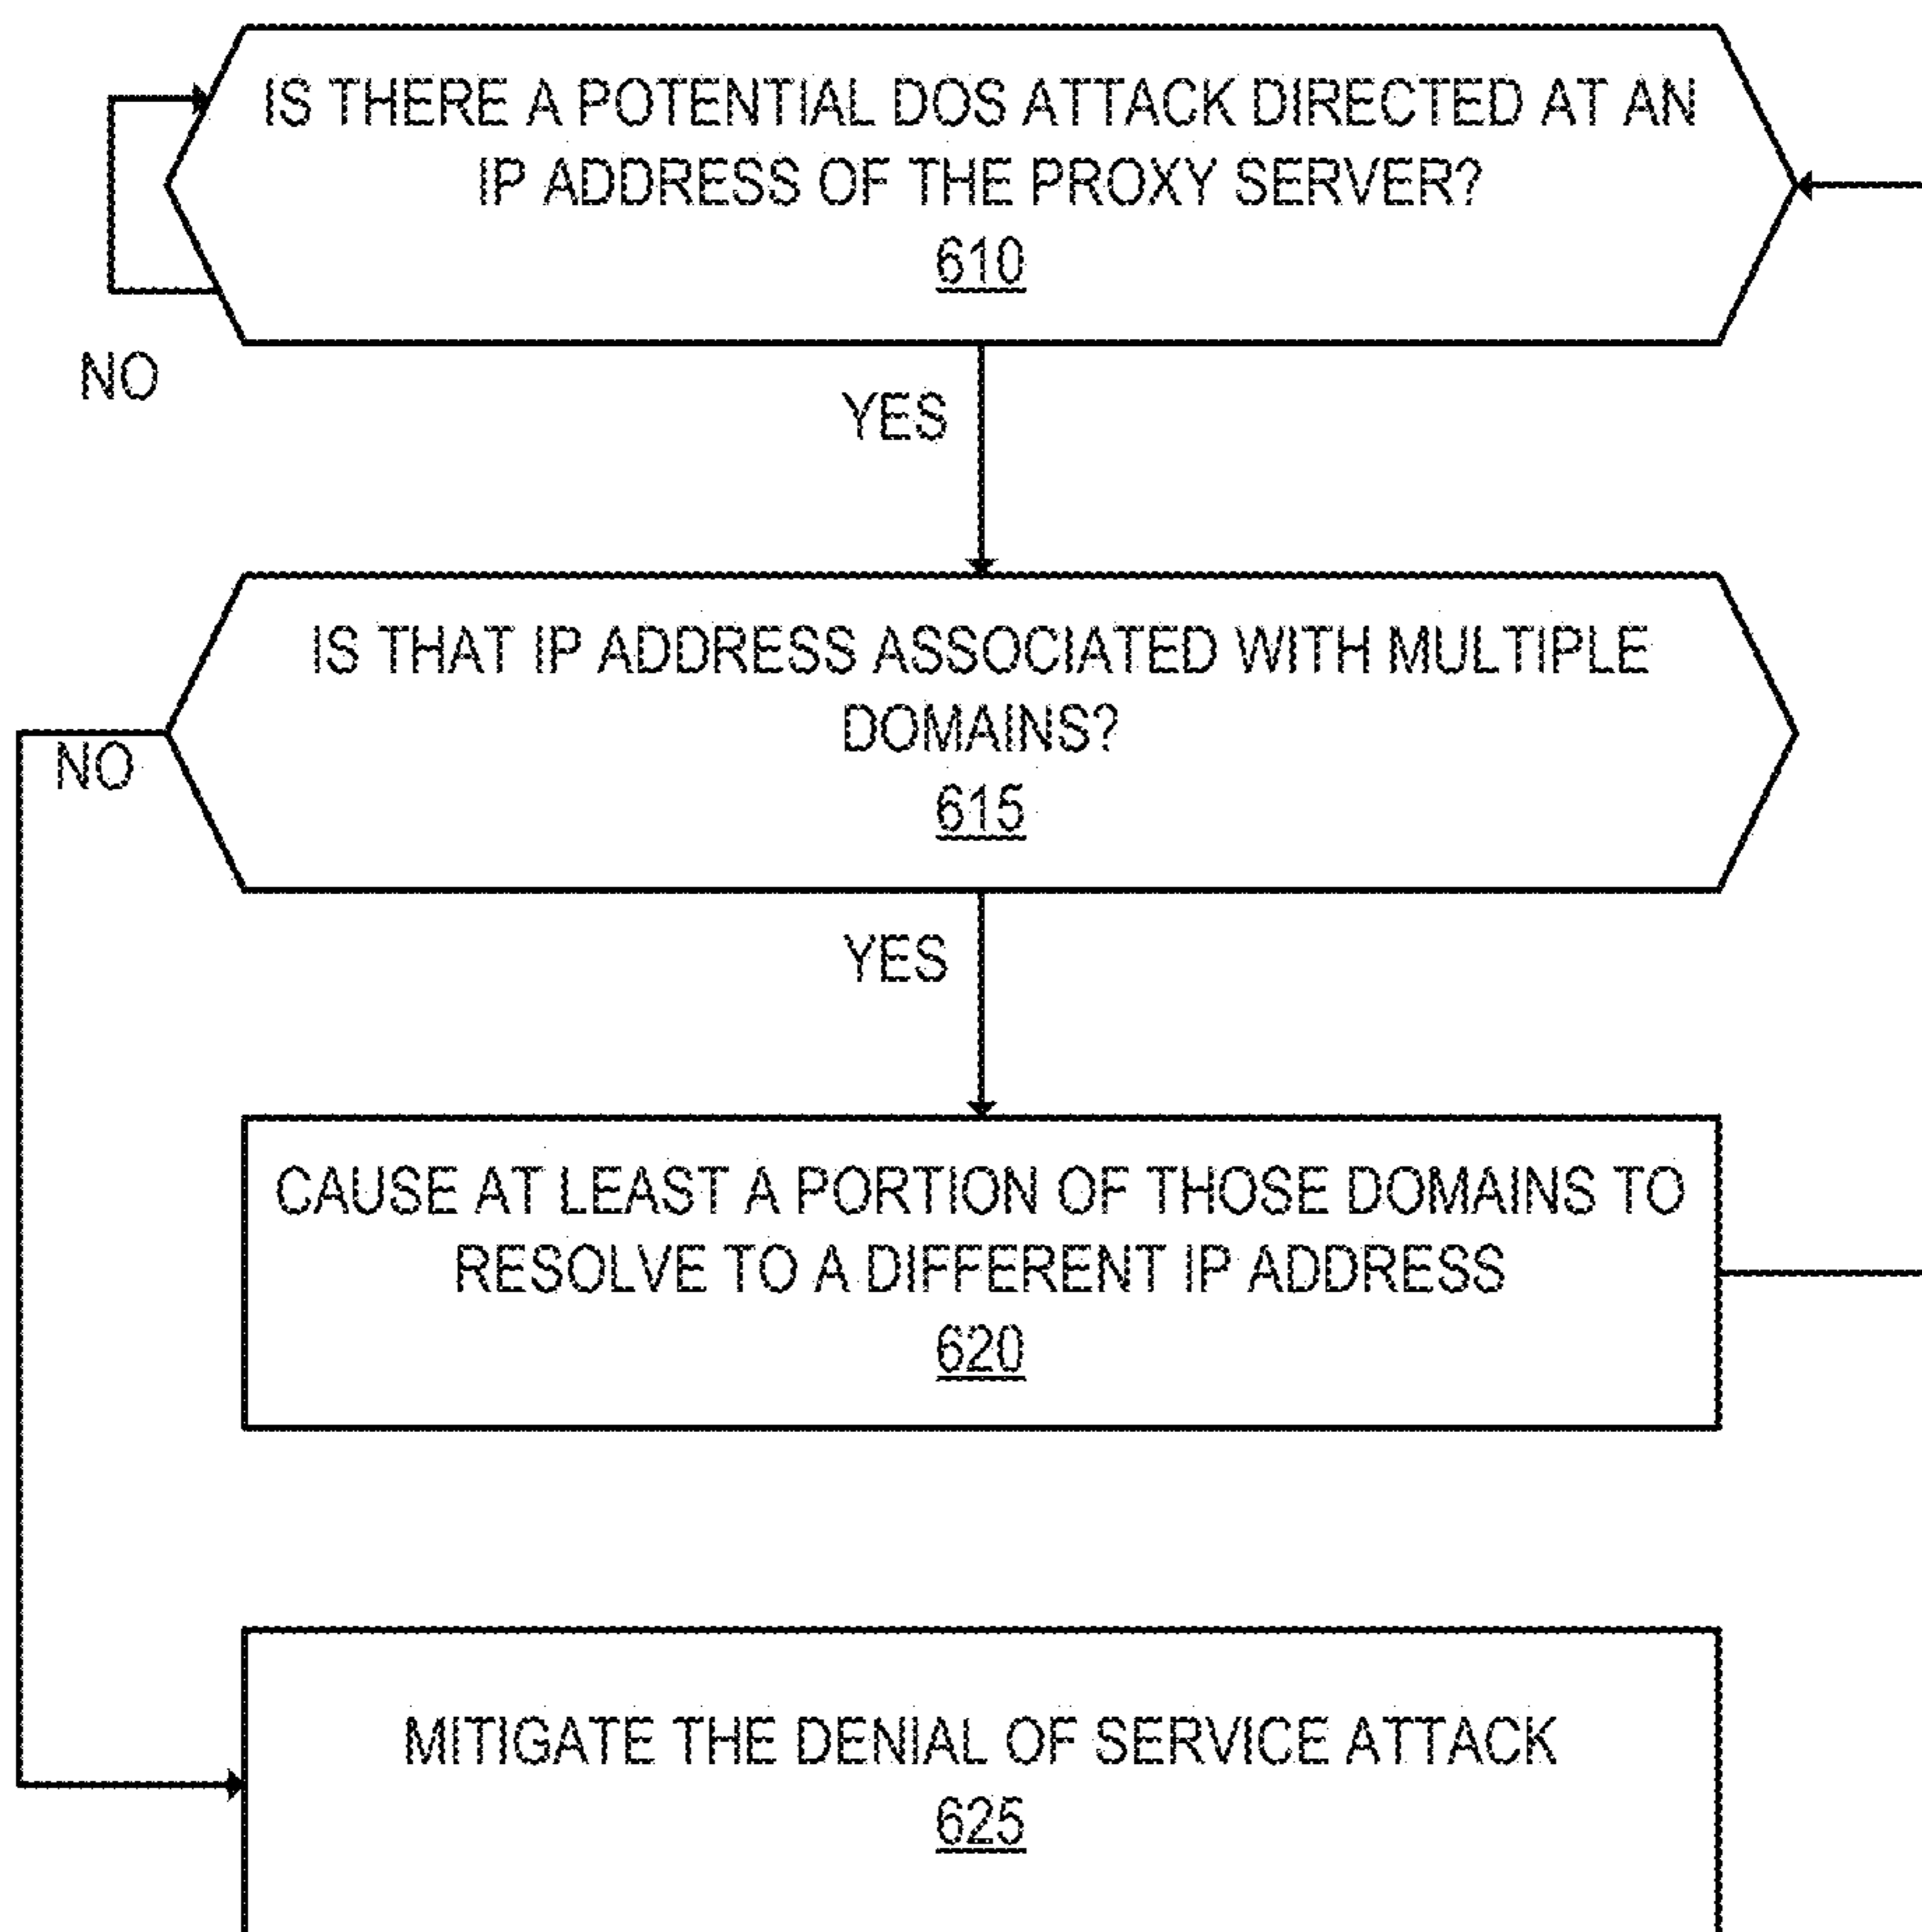 IS THERE A POTENTIAL DOS ATTACK DIRECTED AT AN
IP ADDRESS OF THE PROXY SERVER?
610
NO
YES
IS THAT IP ADDRESS ASSOCIATED WITH MULTIPLE
DOMAINS?
615
NO
YES
CAUSE AT LEAST A PORTION OF THOSE DOMAINS TO
RESOLVE TO A DIFFERENT IP ADDRESS
620
MITIGATE THE DENIAL OF SERVICE ATTACK
625